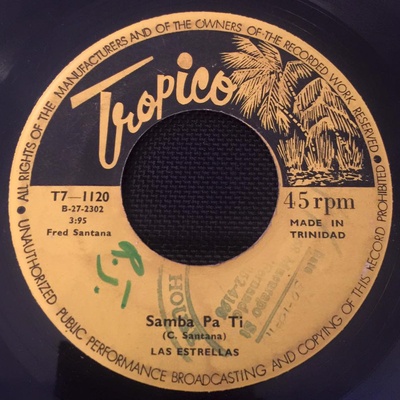 ALL RIGHTS OF THE MANUFACTURERS AND OF THE OWNERS OF THE RECORDED WORK RESERVED
Tropico
T7—1120
B-27-2302
3:95
Fred Santana
45 rpm
MADE IN
TRINIDAD
R.J.
Samba Pa Ti
(C. Santana)
LAS ESTRELLAS
UNAUTHORIZED PUBLIC PERFORMANCE BROADCASTING AND COPYING OF THIS RECORD PROHIBITED